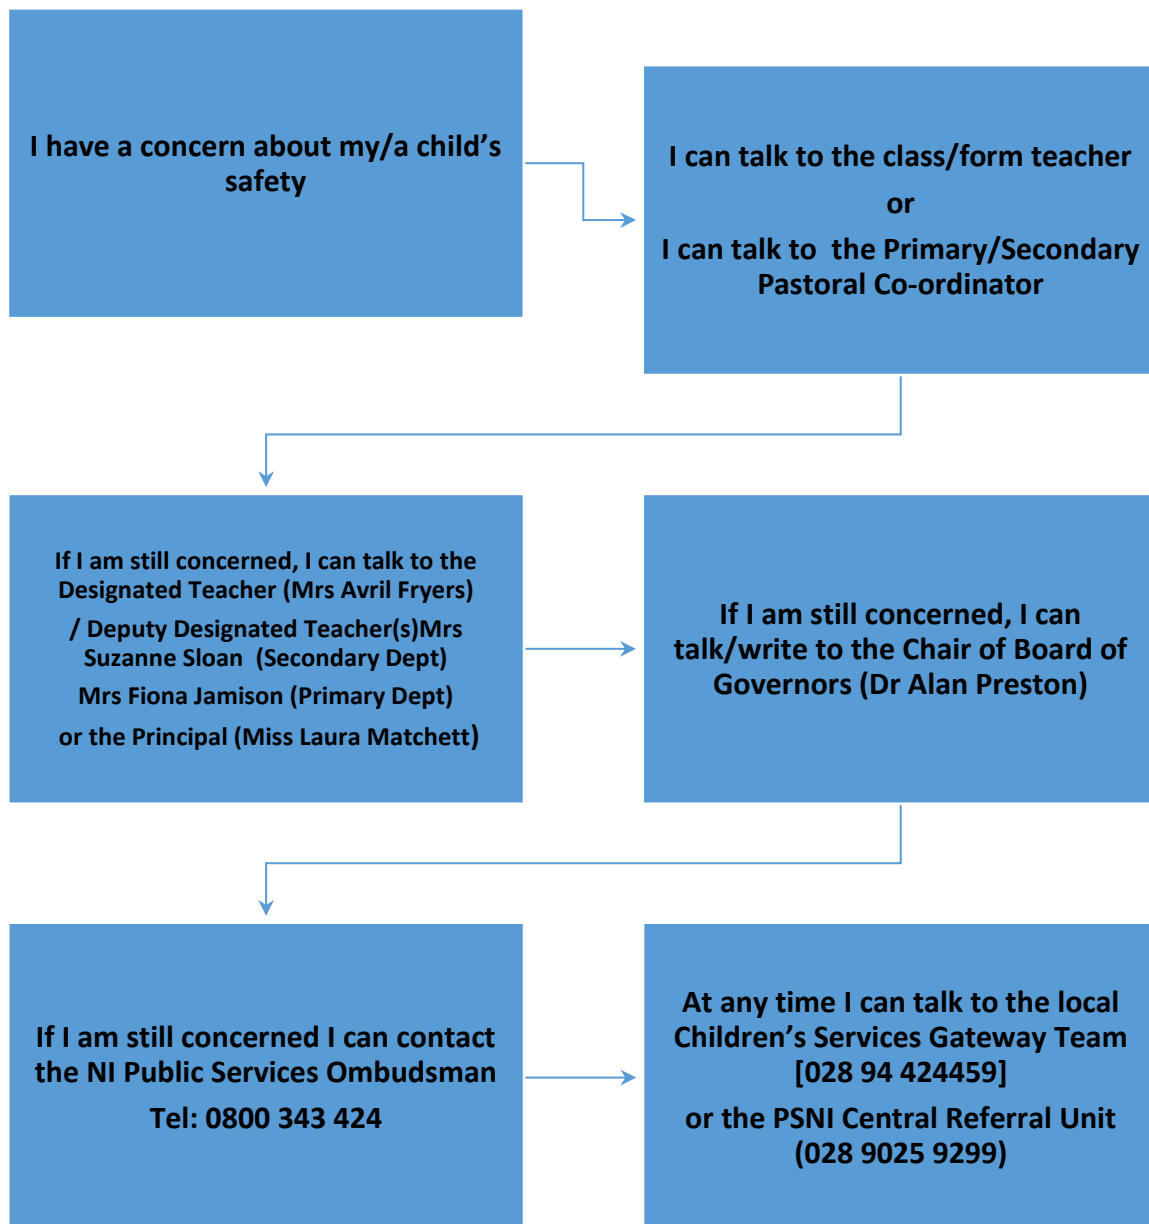 I have a concern about my/a child’s
safety
I can talk to the class/form teacher
or
I can talk to  the Primary/Secondary
Pastoral Co-ordinator
If I am still concerned, I can talk to the
Designated Teacher (Mrs Avril Fryers)
/ Deputy Designated Teacher(s)Mrs
Suzanne Sloan  (Secondary Dept)
Mrs Fiona Jamison (Primary Dept)
or the Principal (Miss Laura Matchett)
If I am still concerned, I can
talk/write to the Chair of Board of
Governors (Dr Alan Preston)
If I am still concerned I can contact
the NI Public Services Ombudsman
Tel: 0800 343 424
At any time I can talk to the local
Children’s Services Gateway Team
[028 94 424459]
or the PSNI Central Referral Unit
(028 9025 9299)